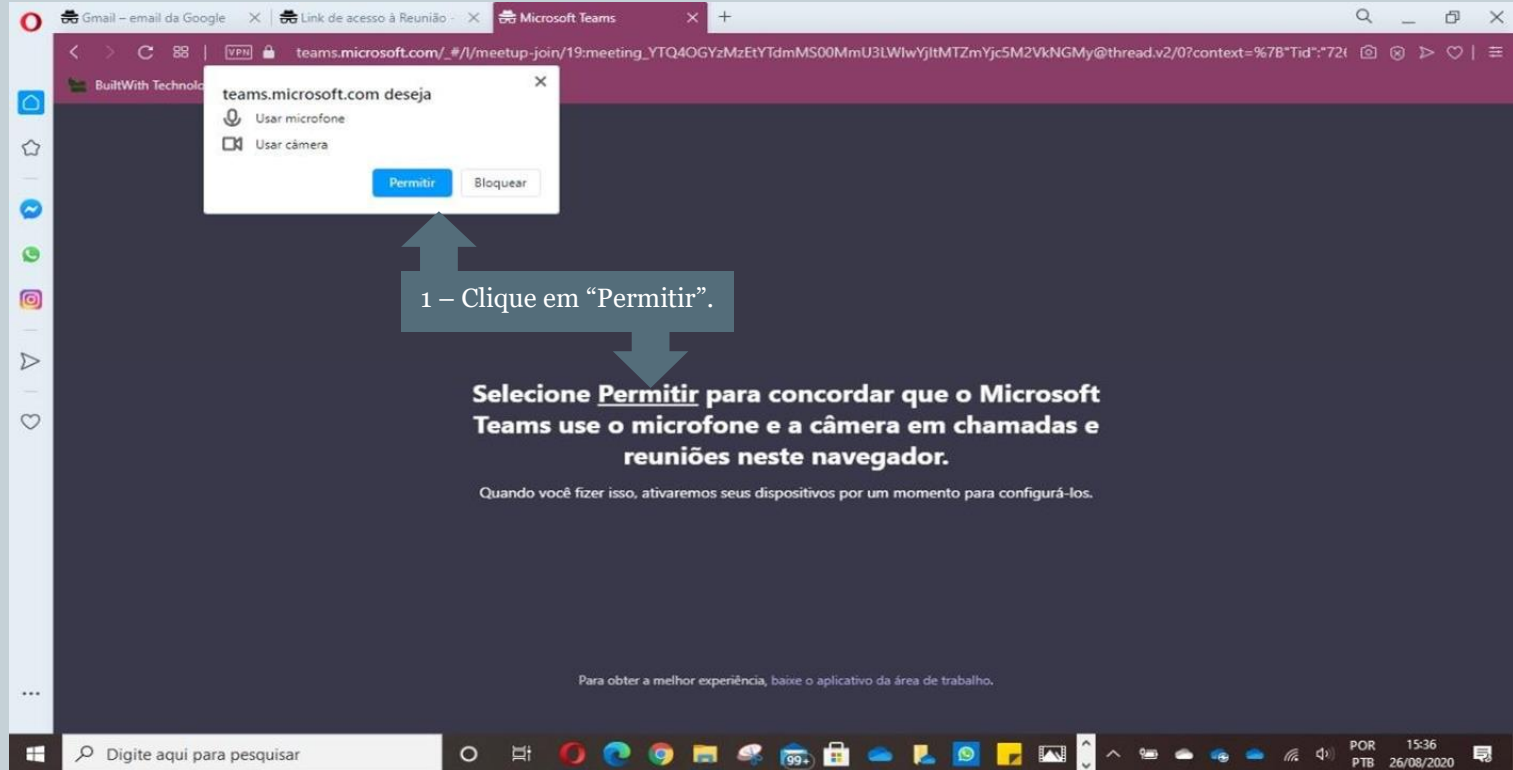 Gmail – email da Google
Link de acesso à Reunião -
Microsoft Teams
VPN
teams.microsoft.com/_#/l/meetup-join/19:meeting_YTQ4OGYzMzEtYTdmMS00MmU3LWIwYjItMTZmYjc5M2VkNGMy@thread.v2/0?context=%7B"Tid":"726
BuiltWith Technolo
teams.microsoft.com deseja
Usar microfone
Usar câmera
Permitir
Bloquear
1 – Clique em “Permitir”.
Selecione Permitir para concordar que o Microsoft
Teams use o microfone e a câmera em chamadas e
reuniões neste navegador.
Quando você fizer isso, ativaremos seus dispositivos por um momento para configurá-los.
Para obter a melhor experiência, baixe o aplicativo da área de trabalho.
Digite aqui para pesquisar
99+
POR
PTB
15:36
26/08/2020